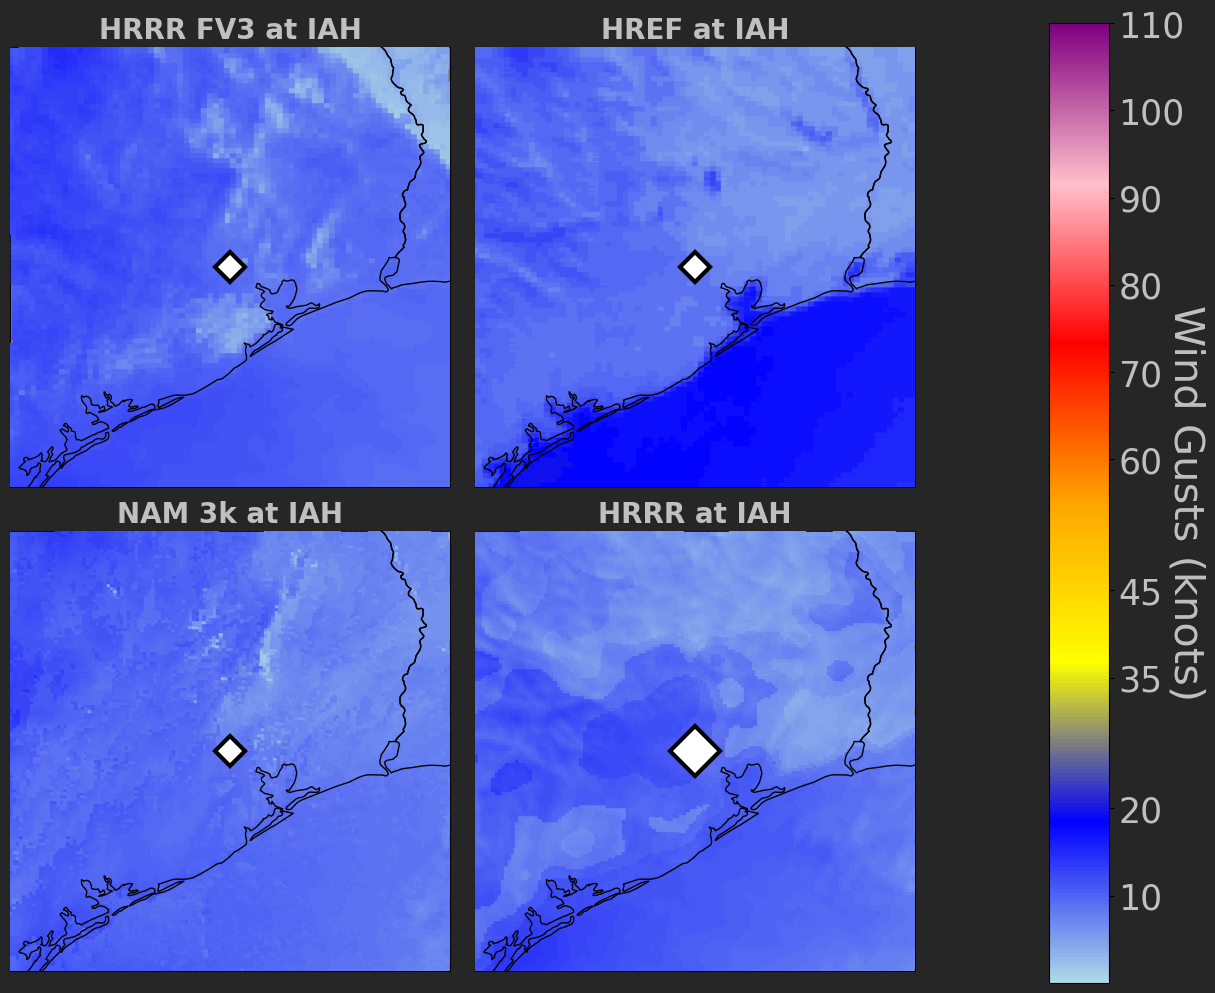 HRRR FV3 at IAH
HREF at IAH
NAM 3k at IAH
HRRR at IAH
110
100
90
80
70
60
45
35
20
10
Wind Gusts (knots)